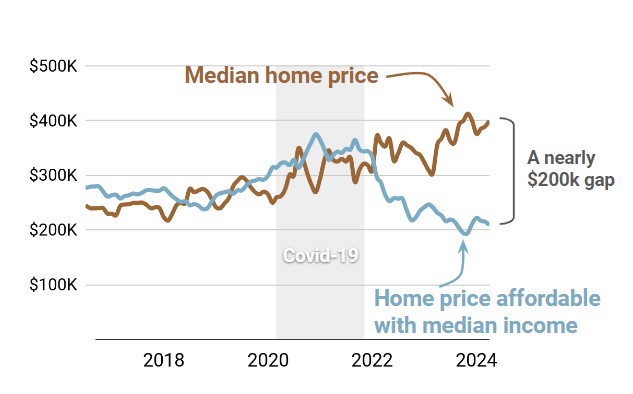 $500K
Median home price
$400K
A nearly
$200k gap
$300K
$200K
Covid-19
$100K
Home price affordable
with median income
2018 2020 2022 2024